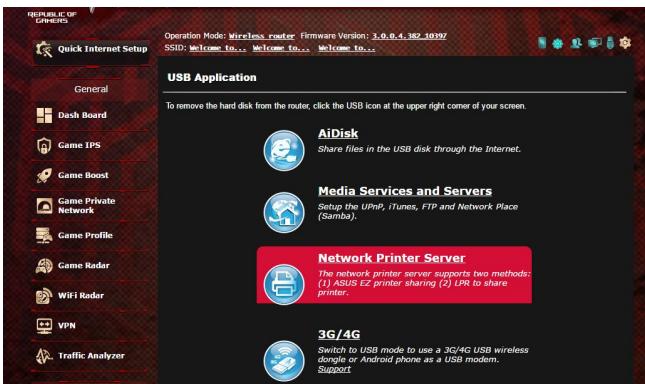 REPUBLIC OF
GAMERS
Quick Internet Setup
Operation Mode: Wireless router Firmware Version: 3.0.0.4.382_10397
SSID: Welcome to... Welcome to... Welcome to...
General
Dash Board
Game IPS
Game Boost
Game Private
Network
Game Profile
Game Radar
WiFi Radar
VPN
Traffic Analyzer
USB Application
To remove the hard disk from the router, click the USB icon at the upper right corner of your screen.
AiDisk
Share files in the USB disk through the Internet.
Media Services and Servers
Setup the UPnP, iTunes, FTP and Network Place
(Samba).
Network Printer Server
The network printer server supports two methods:
(1) ASUS EZ printer sharing (2) LPR to share
printer.
3G/4G
Switch to USB mode to use a 3G/4G USB wireless
dongle or Android phone as a USB modem.
Support